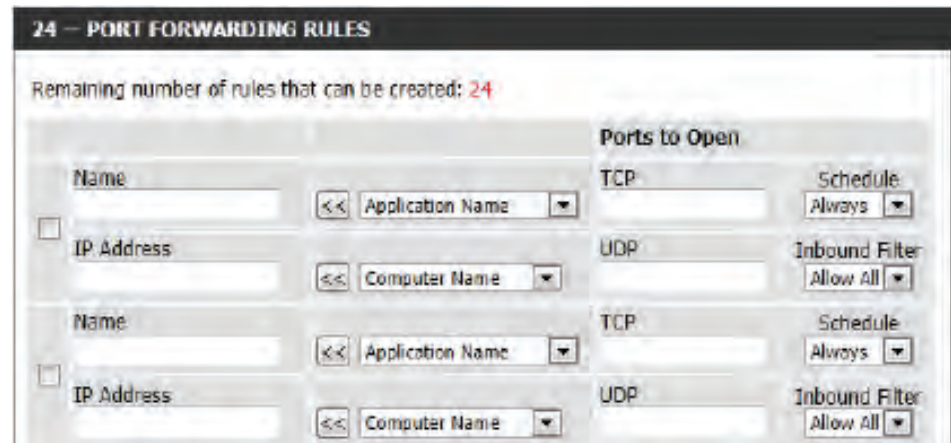 24 — PORT FORWARDING RULES
Remaining number of rules that can be created: 24
Ports to Open
Name
<< Application Name
TCP
Schedule
Always
IP Address
<< Computer Name
UDP
Inbound Filter
Allow All
Name
<< Application Name
TCP
Schedule
Always
IP Address
<< Computer Name
UDP
Inbound Filter
Allow All